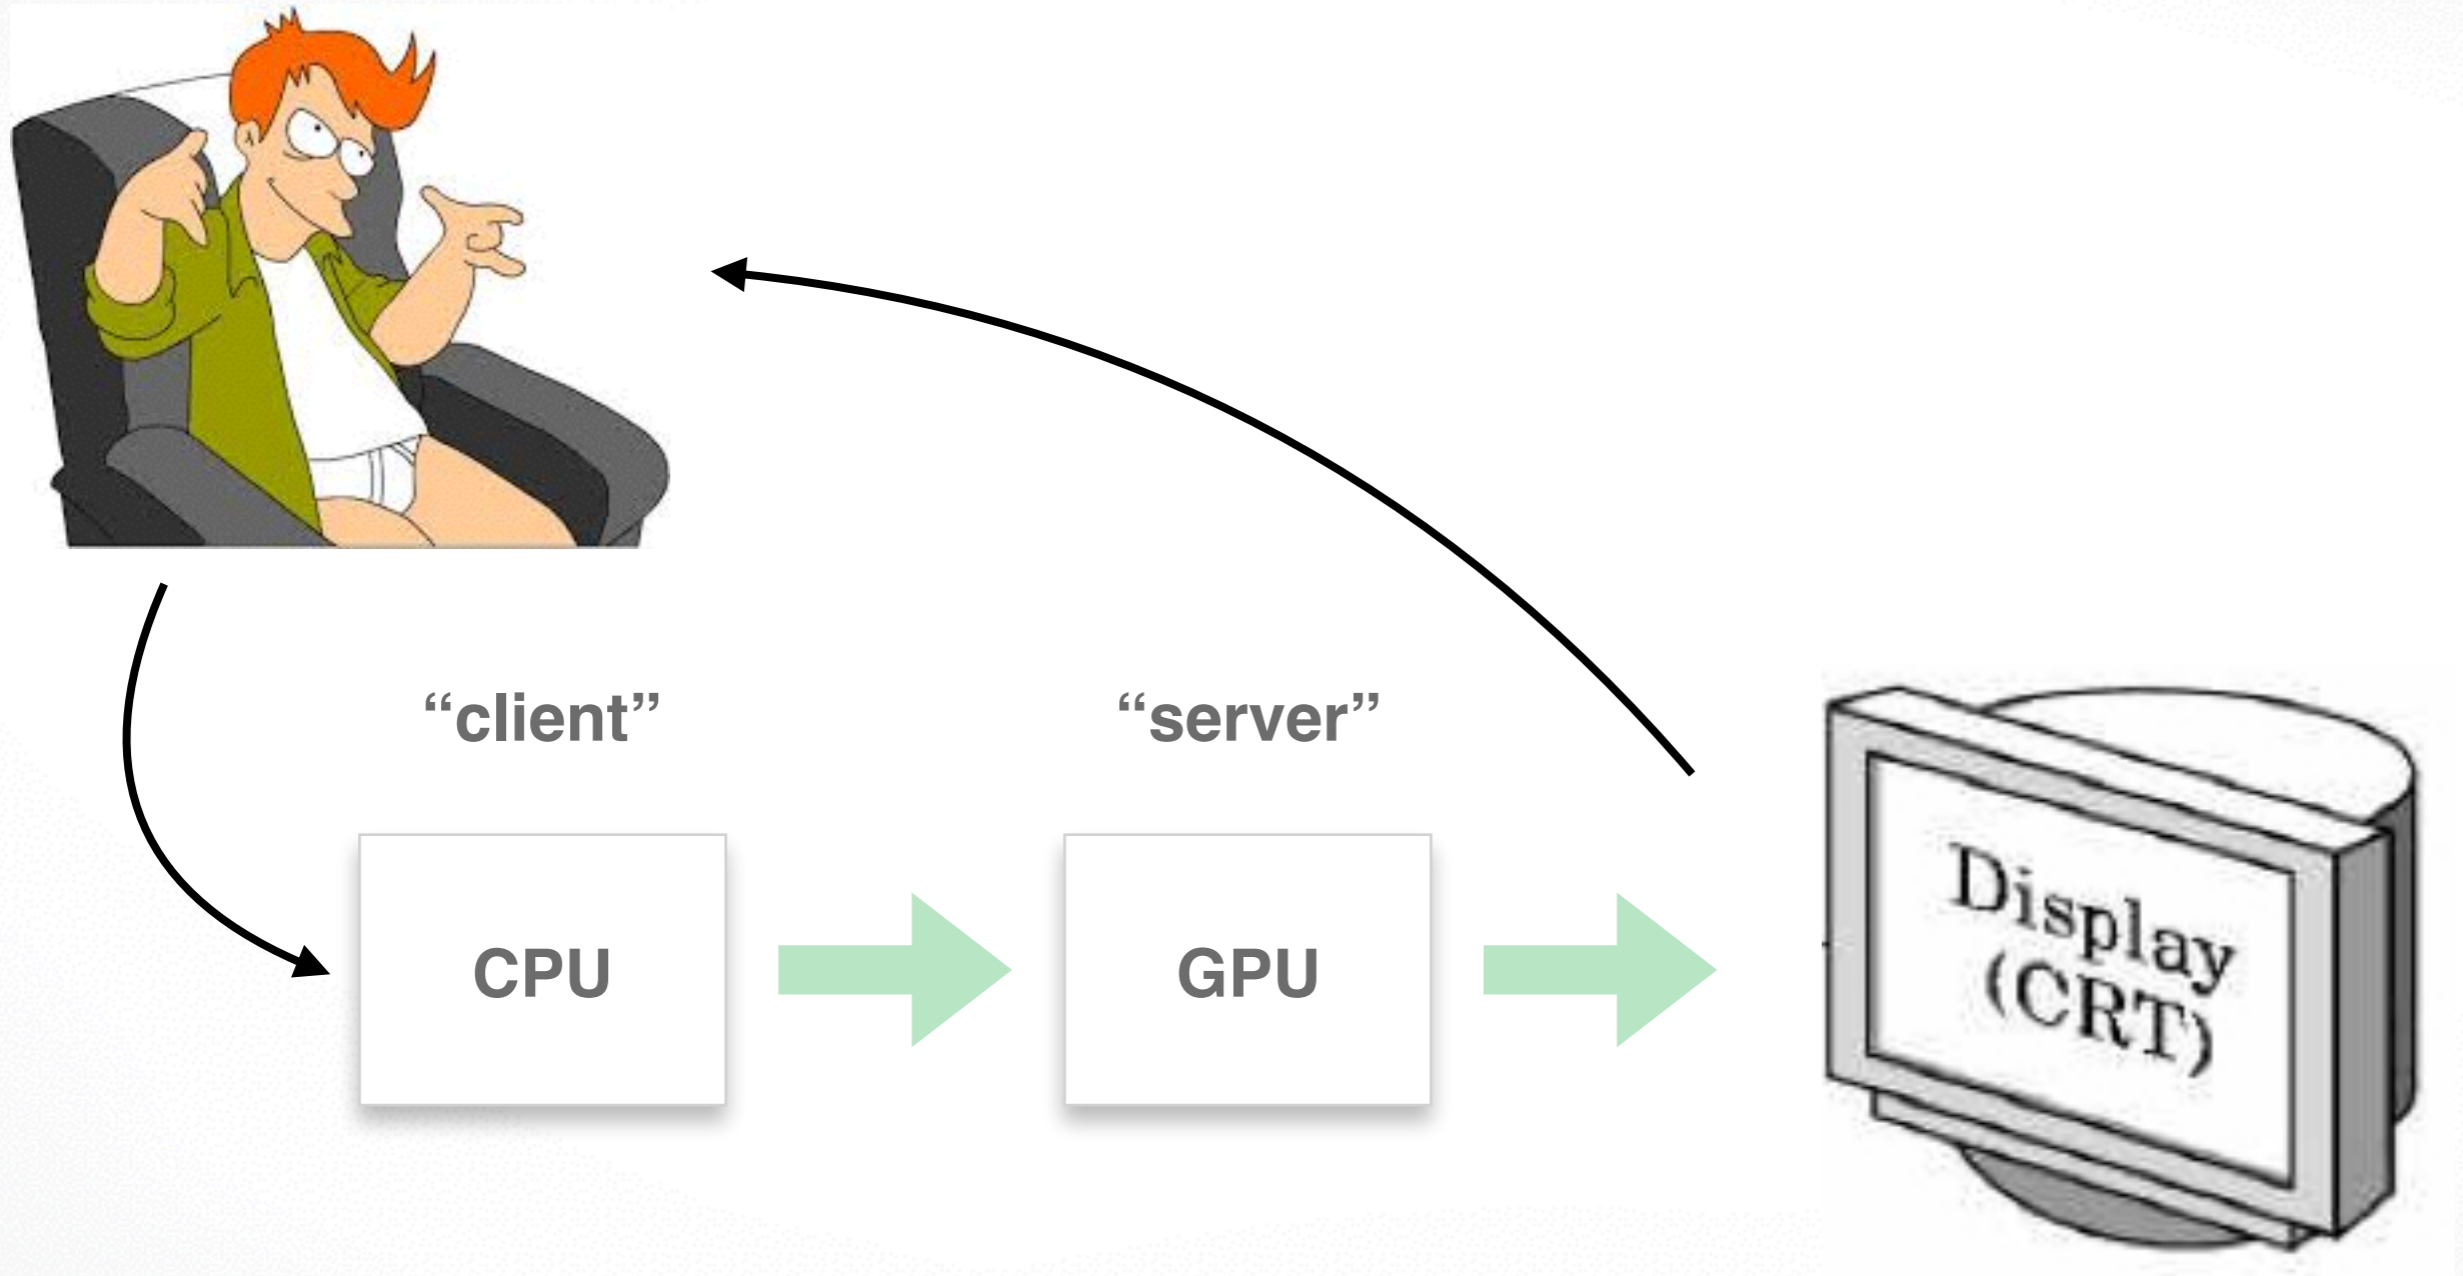 “client”
“server”
CPU
GPU
Display
(CRT)